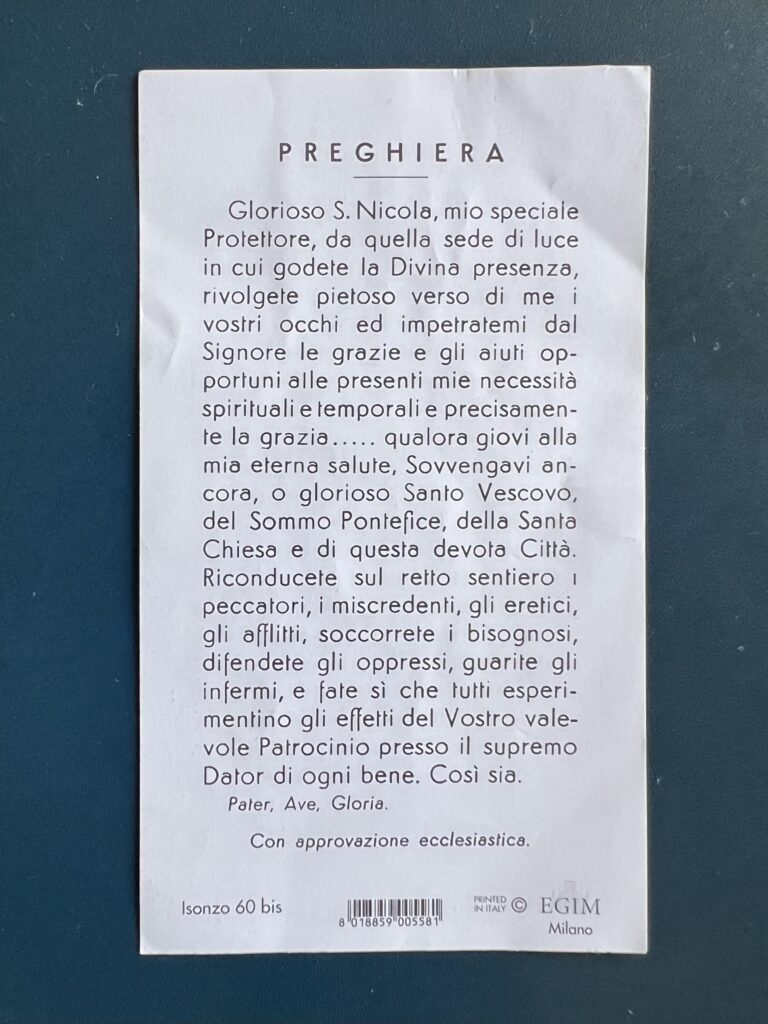 PREGHIERA
Glorioso S. Nicola, mio speciale
Protettore, da quella sede di luce
in cui godete la Divina presenza,
rivolgete pietoso verso di me i
vostri occhi ed impetratemi dal
Signore le grazie e gli aiuti op-
portuni alle presenti mie necessità
spirituali e temporali e precisamen-
te la grazia..... qualora giovi alla
mia eterna salute, Sovvengavi an-
cora, o glorioso Santo Vescovo,
del Sommo Pontefice, della Santa
Chiesa e di questa devota Città.
Riconducete sul retto sentiero i
peccatori, i miscredenti, gli eretici,
gli afflitti, soccorrete i bisognosi,
difendete gli oppressi, guarite gli
infermi, e fate sì che tutti esperi-
mentino gli effetti del Vostro vale-
vole Patrocinio presso il supremo
Dator di ogni bene. Così sia.
Pater, Ave, Gloria.
Con approvazione ecclesiastica.
Isonzo 60 bis
8 018859 005581
PRINTED
IN ITALY © EGIM
Milano